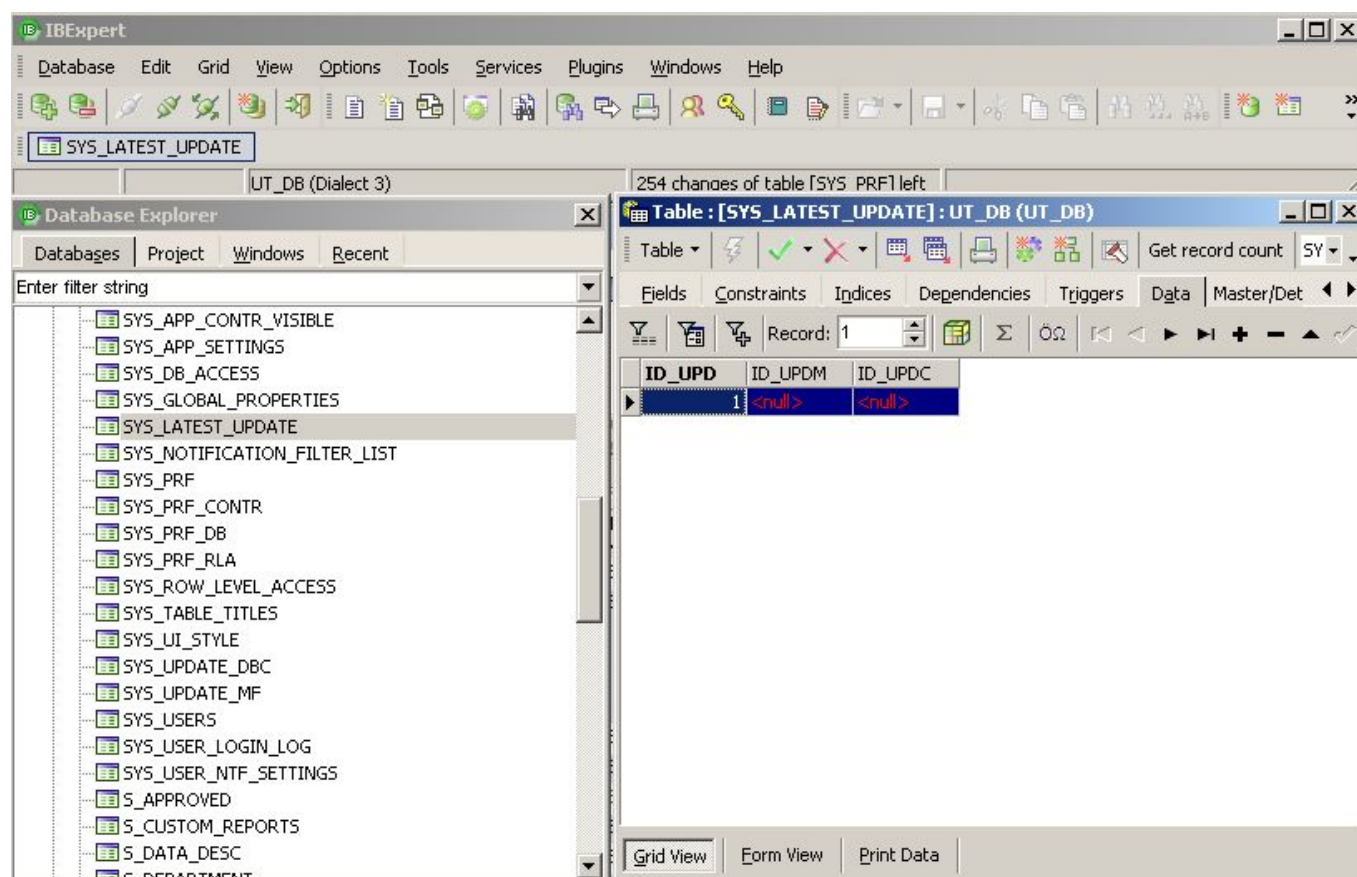 IBExpert
Database Edit Grid View Options Tools Services Plugins Windows Help
SYS_LATEST_UPDATE
UT_DB (Dialect 3) 254 changes of table [SYS_PRF] left
Database Explorer
Databases Project Windows Recent
Enter filter string
SYS_APP_CONTR_VISIBLE
SYS_APP_SETTINGS
SYS_DB_ACCESS
SYS_GLOBAL_PROPERTIES
SYS_LATEST_UPDATE
SYS_NOTIFICATION_FILTER_LIST
SYS_PRF
SYS_PRF_CONTR
SYS_PRF_DB
SYS_PRF_RLA
SYS_ROW_LEVEL_ACCESS
SYS_TABLE_TITLES
SYS_UI_STYLE
SYS_UPDATE_DBC
SYS_UPDATE_MF
SYS_USERS
SYS_USER_LOGIN_LOG
SYS_USER_NTF_SETTINGS
S_APPROVED
S_CUSTOM_REPORTS
S_DATA_DESC
S_DEPARTMENT
Table : [SYS_LATEST_UPDATE] : UT_DB (UT_DB)
Table Get record count SY
Fields Constraints Indices Dependencies Triggers Data Master/Det
Record: 1 Σ ÖΩ
ID_UPD ID_UPDM ID_UPDC
1 <null> <null>
Grid View Form View Print Data